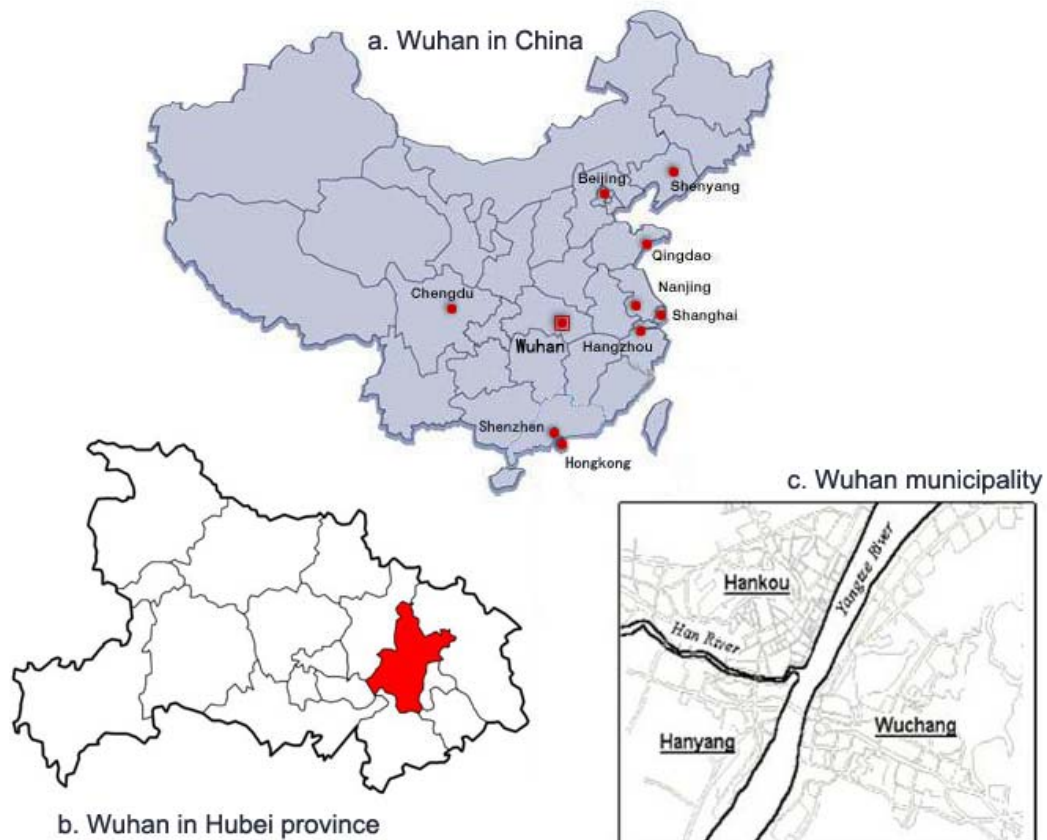 a. Wuhan in China
Beijing
Shenyang
Qingdao
Chengdu
Nanjing
Shanghai
Wuhan
Hangzhou
Shenzhen
Hongkong
c. Wuhan municipality
Hankou
Yangtze River
Han River
Hanyang
Wuchang
b. Wuhan in Hubei province